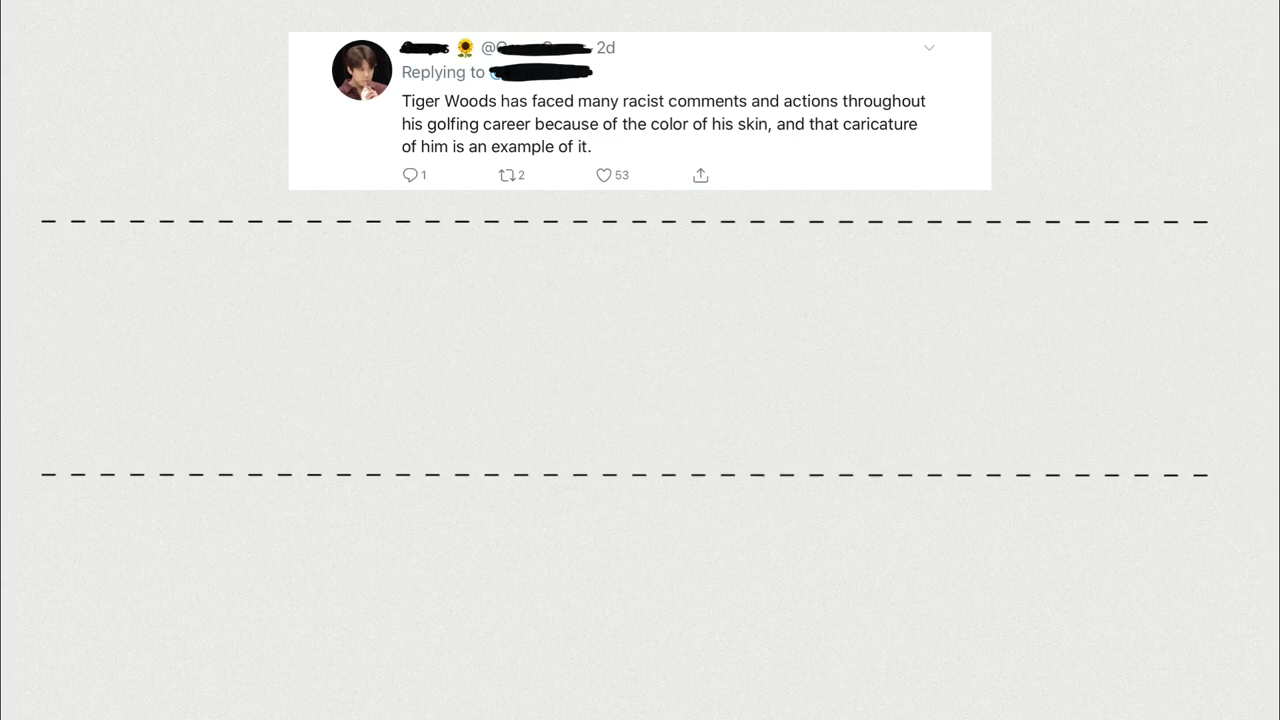 2d
Replying to
Tiger Woods has faced many racist comments and actions throughout
his golfing career because of the color of his skin, and that caricature
of him is an example of it.
1 2 53